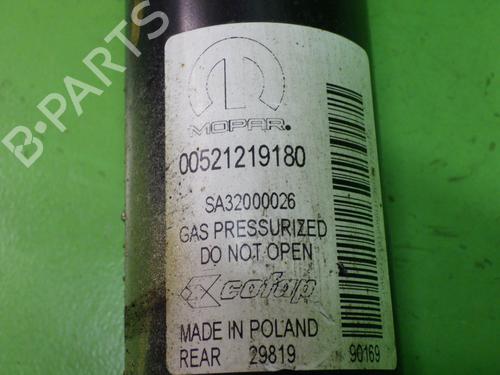 B-PARTS
MOPAR®
00521219180
SA32000026
GAS PRESSURIZED
DO NOT OPEN
cofap
MADE IN POLAND
REAR 29819 90169